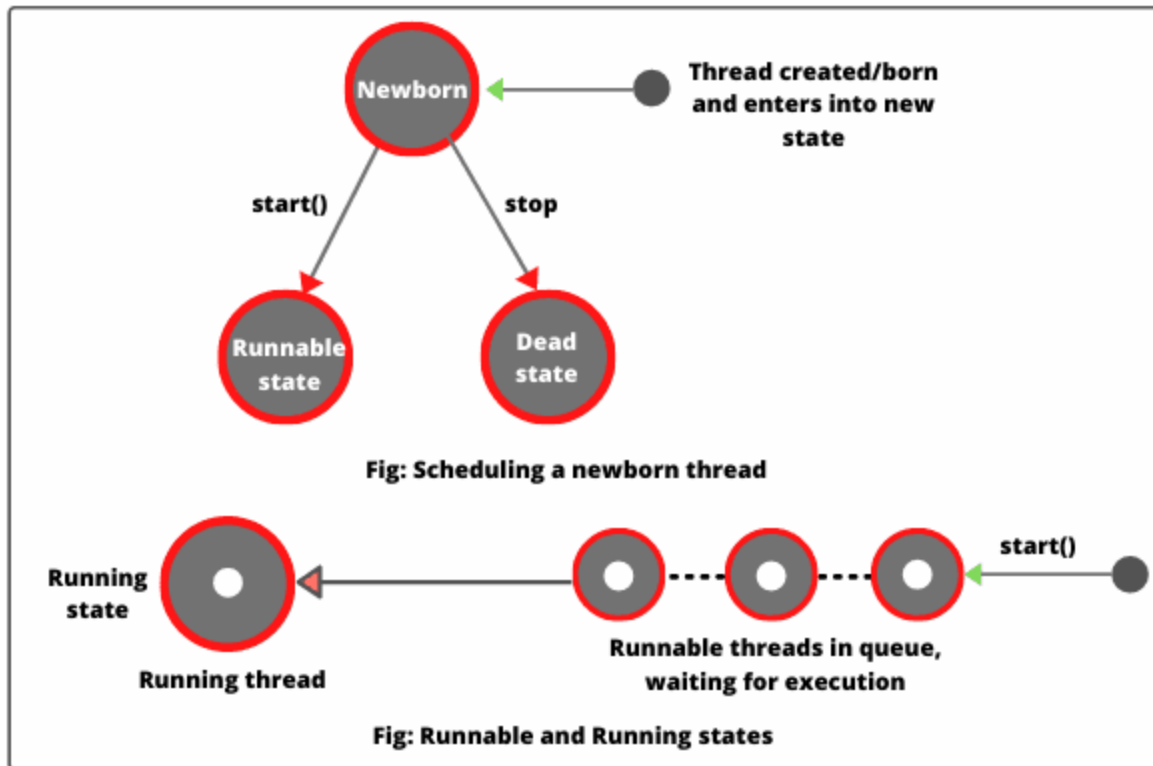 Newborn
Thread created/born
and enters into new
state
start()
stop
Runnable
state
Dead
state
Fig: Scheduling a newborn thread
start()
Running
state
Runnable threads in queue,
waiting for execution
Running thread
Fig: Runnable and Running states